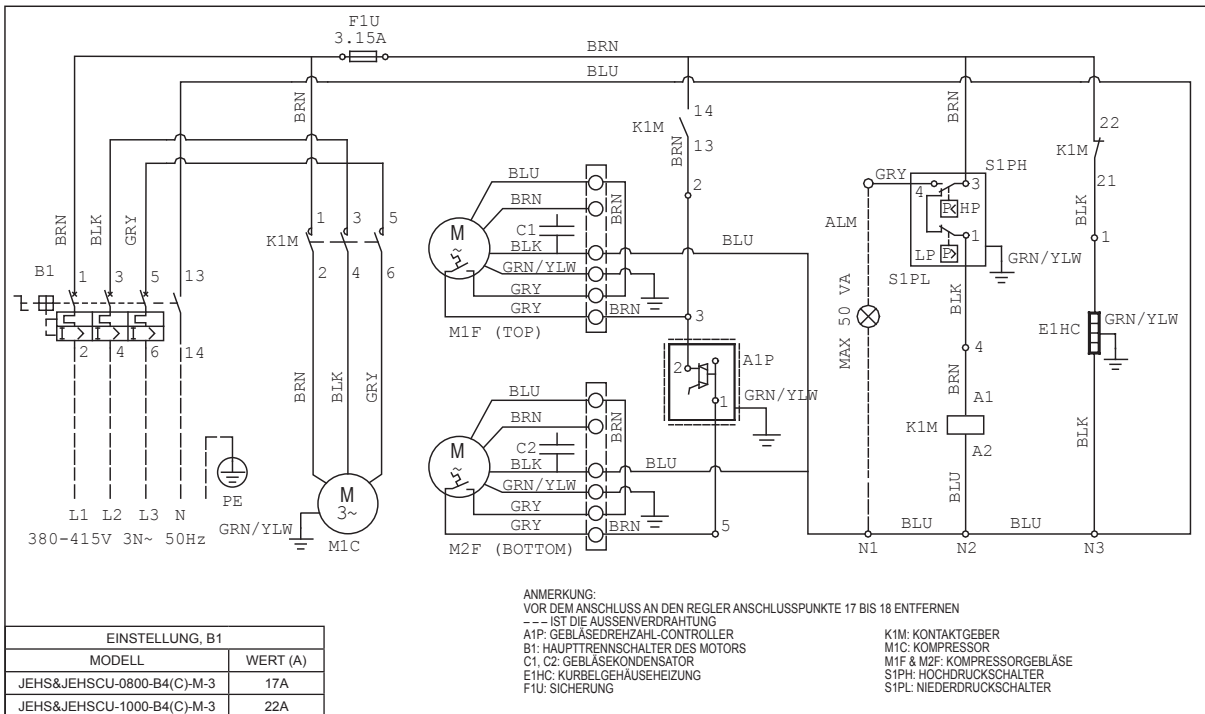 F1U
3.15A
BRN
BLU
BRN
BRN
14
K1M
BRN
13
2
22
K1M
21
S1PH
GRY
4
3
P< HP
1
LP P>
S1PL
GRN/YLW
ALM
BLK
BLK
1
BRN
BLK
GRY
B1
1
3
5
13
K1M
1
3
5
2
4
6
2
4
6
14
BLU
BRN
C1
BLK
GRN/YLW
GRY
GRY
M
~
BRN
BRN
BLU
M1F (TOP)
3
A1P
2
1
GRN/YLW
MAX 50 VA
4
BRN
A1
K1M
A2
BLU
E1HC
GRN/YLW
BLK
BRN
BLK
GRY
BLU
BRN
C2
BLK
GRN/YLW
GRY
GRY
M
~
BRN
BRN
BLU
M2F (BOTTOM)
5
BLU
BLU
N1
N2
N3
L1
L2
L3
N
PE
GRN/YLW
M
3~
M1C
380-415V 3N~ 50Hz
ANMERKUNG:
VOR DEM ANSCHLUSS AN DEN REGLER ANSCHLUSSPUNKTE 17 BIS 18 ENTFERNEN
--- IST DIE AUSSENVERDRAHTUNG
A1P: GEBLÄSEDREHZAHL-CONTROLLER
B1: HAUPTTRENNSCHALTER DES MOTORS
C1, C2: GEBLÄSEKONDENSATOR
E1HC: KURBELGEHÄUSEHEIZUNG
F1U: SICHERUNG
K1M: KONTAKTGEBER
M1C: KOMPRESSOR
M1F & M2F: KOMPRESSORGEBLÄSE
S1PH: HOCHDRUCKSCHALTER
S1PL: NIEDERDRUCKSCHALTER
EINSTELLUNG, B1
MODELL WERT (A)
JEHS&JEHSCU-0800-B4(C)-M-3 17A
JEHS&JEHSCU-1000-B4(C)-M-3 22A